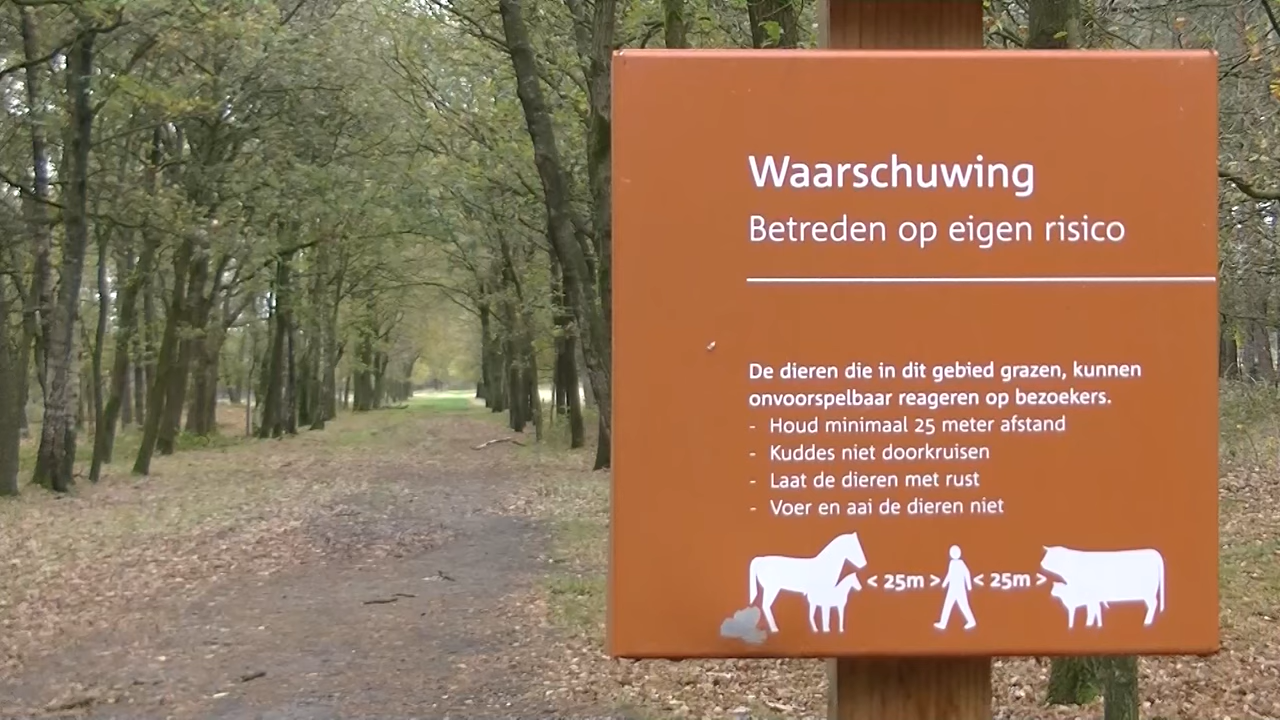 Waarschuwing
Betreden op eigen risico
De dieren die in dit gebied grazen, kunnen
onvoorspelbaar reageren op bezoekers.
- Houd minimaal 25 meter afstand
- Kuddes niet doorkruisen
- Laat de dieren met rust
- Voer en aai de dieren niet
< 25m > < 25m >